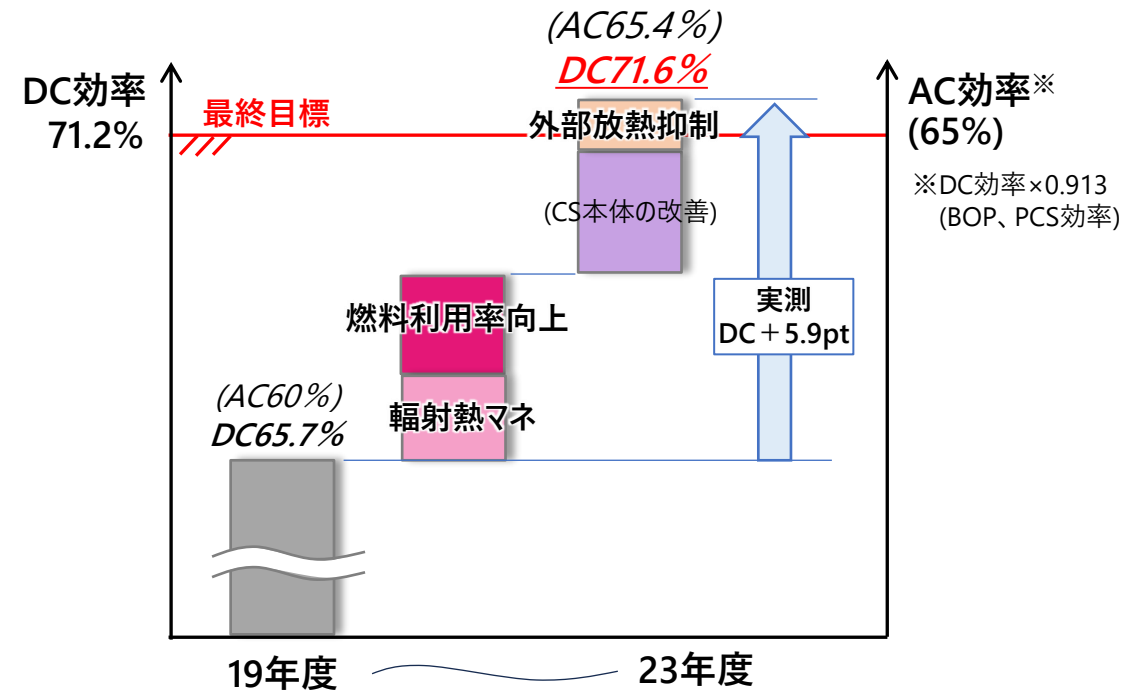 (AC65.4%)
DC71.6%
DC効率
71.2%
最終目標
AC効率※
(65%)
※DC効率×0.913
(BOP、PCS効率)
外部放熱抑制
(CS本体の改善)
燃料利用率向上
輻射熱マネ
実測
DC+5.9pt
(AC60%)
DC65.7%
19年度
23年度